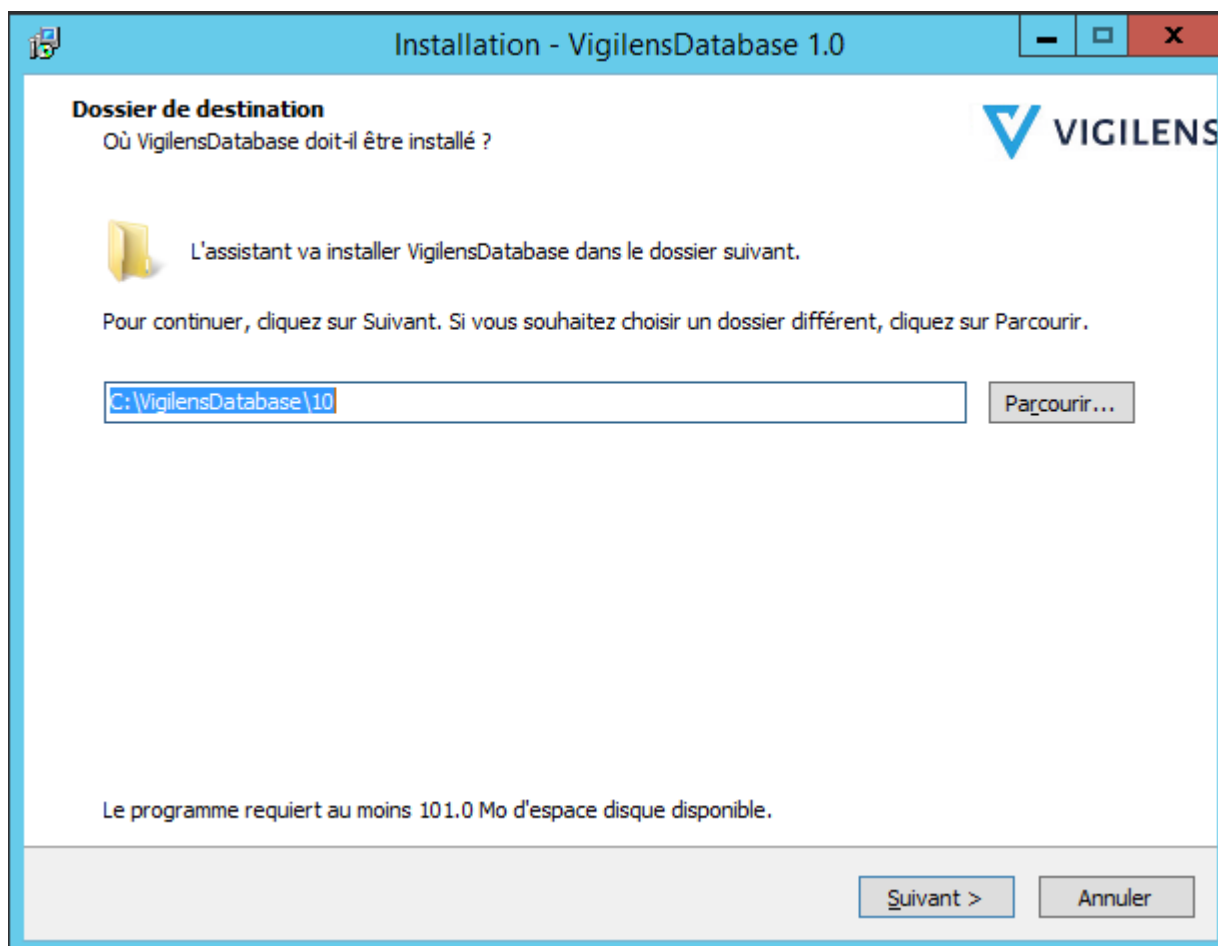 Installation - VigilensDatabase 1.0
Dossier de destination
Où VigilensDatabase doit-il être installé ?
VIGILENS
L'assistant va installer VigilensDatabase dans le dossier suivant.
Pour continuer, cliquez sur Suivant. Si vous souhaitez choisir un dossier différent, cliquez sur Parcourir.
C:\VigilensDatabase\10
Parcourir...
Le programme requiert au moins 101.0 Mo d'espace disque disponible.
Suivant >
Annuler